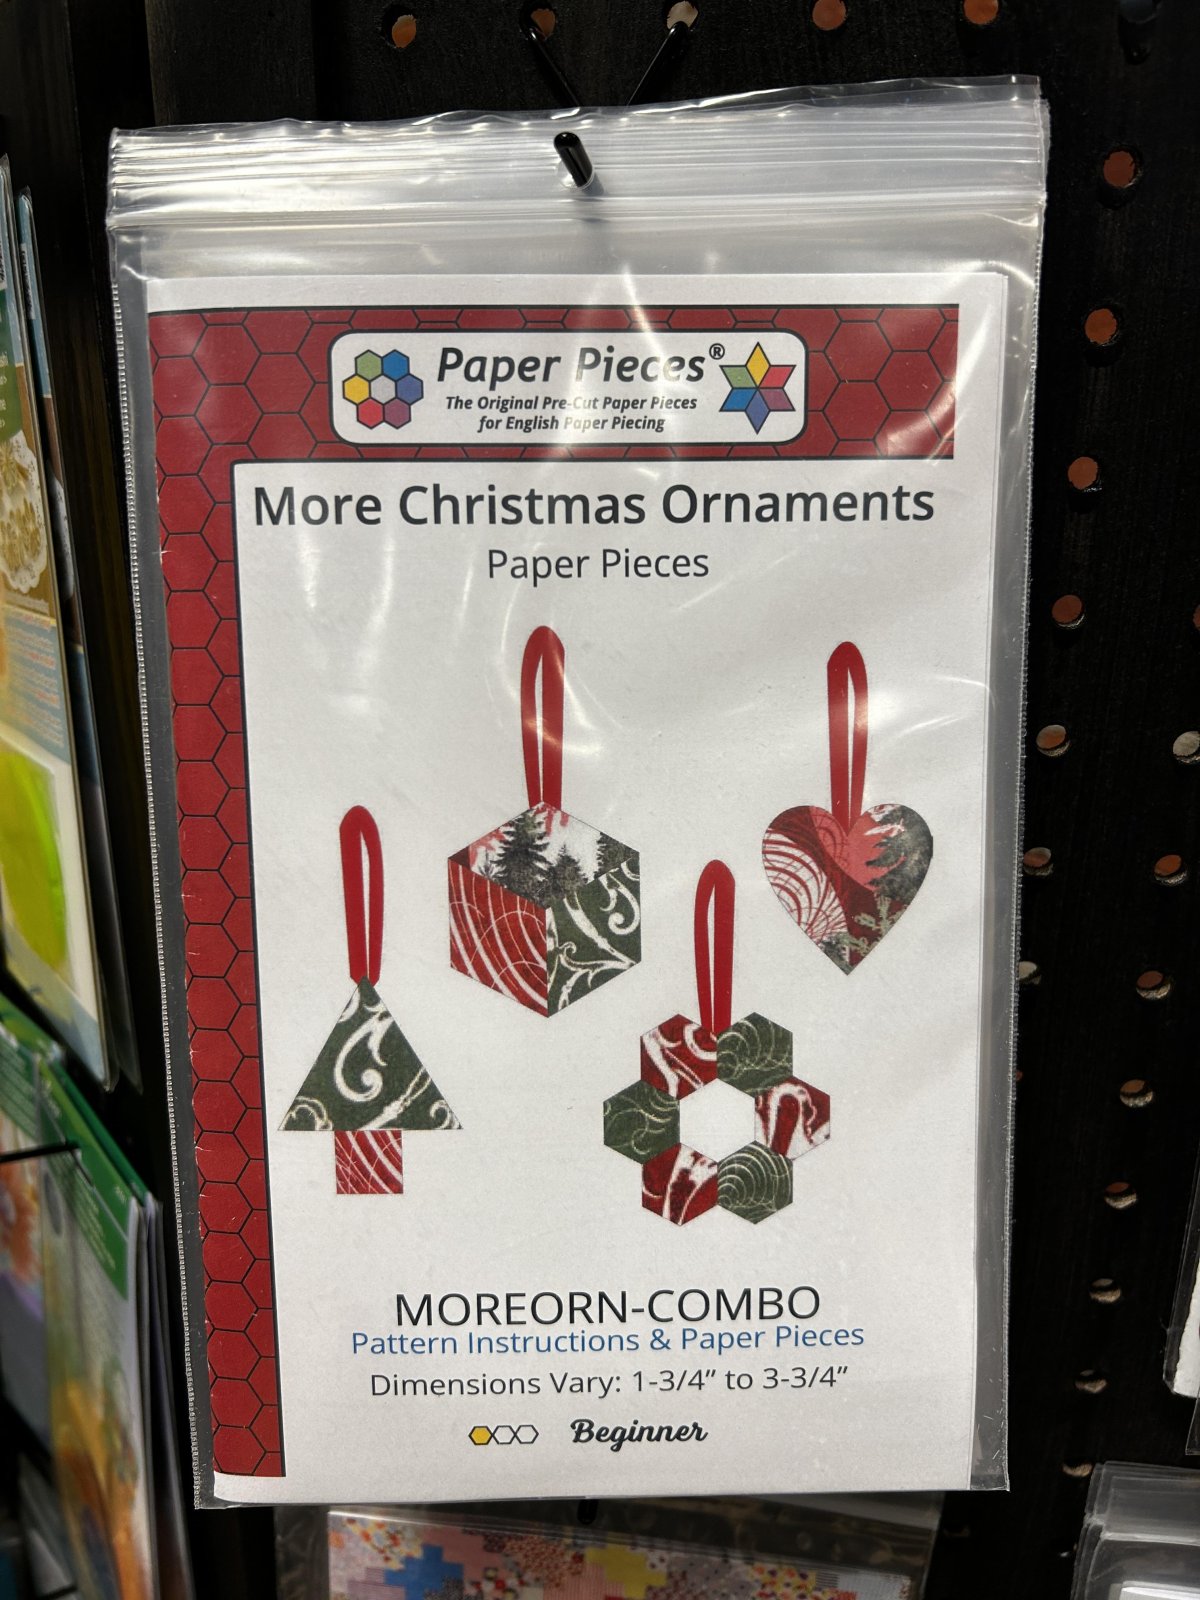 Paper Pieces®
The Original Pre-Cut Paper Pieces
for English Paper Piecing
More Christmas Ornaments
Paper Pieces
MOREORN-COMBO
Pattern Instructions & Paper Pieces
Dimensions Vary: 1-3/4" to 3-3/4"
Beginner